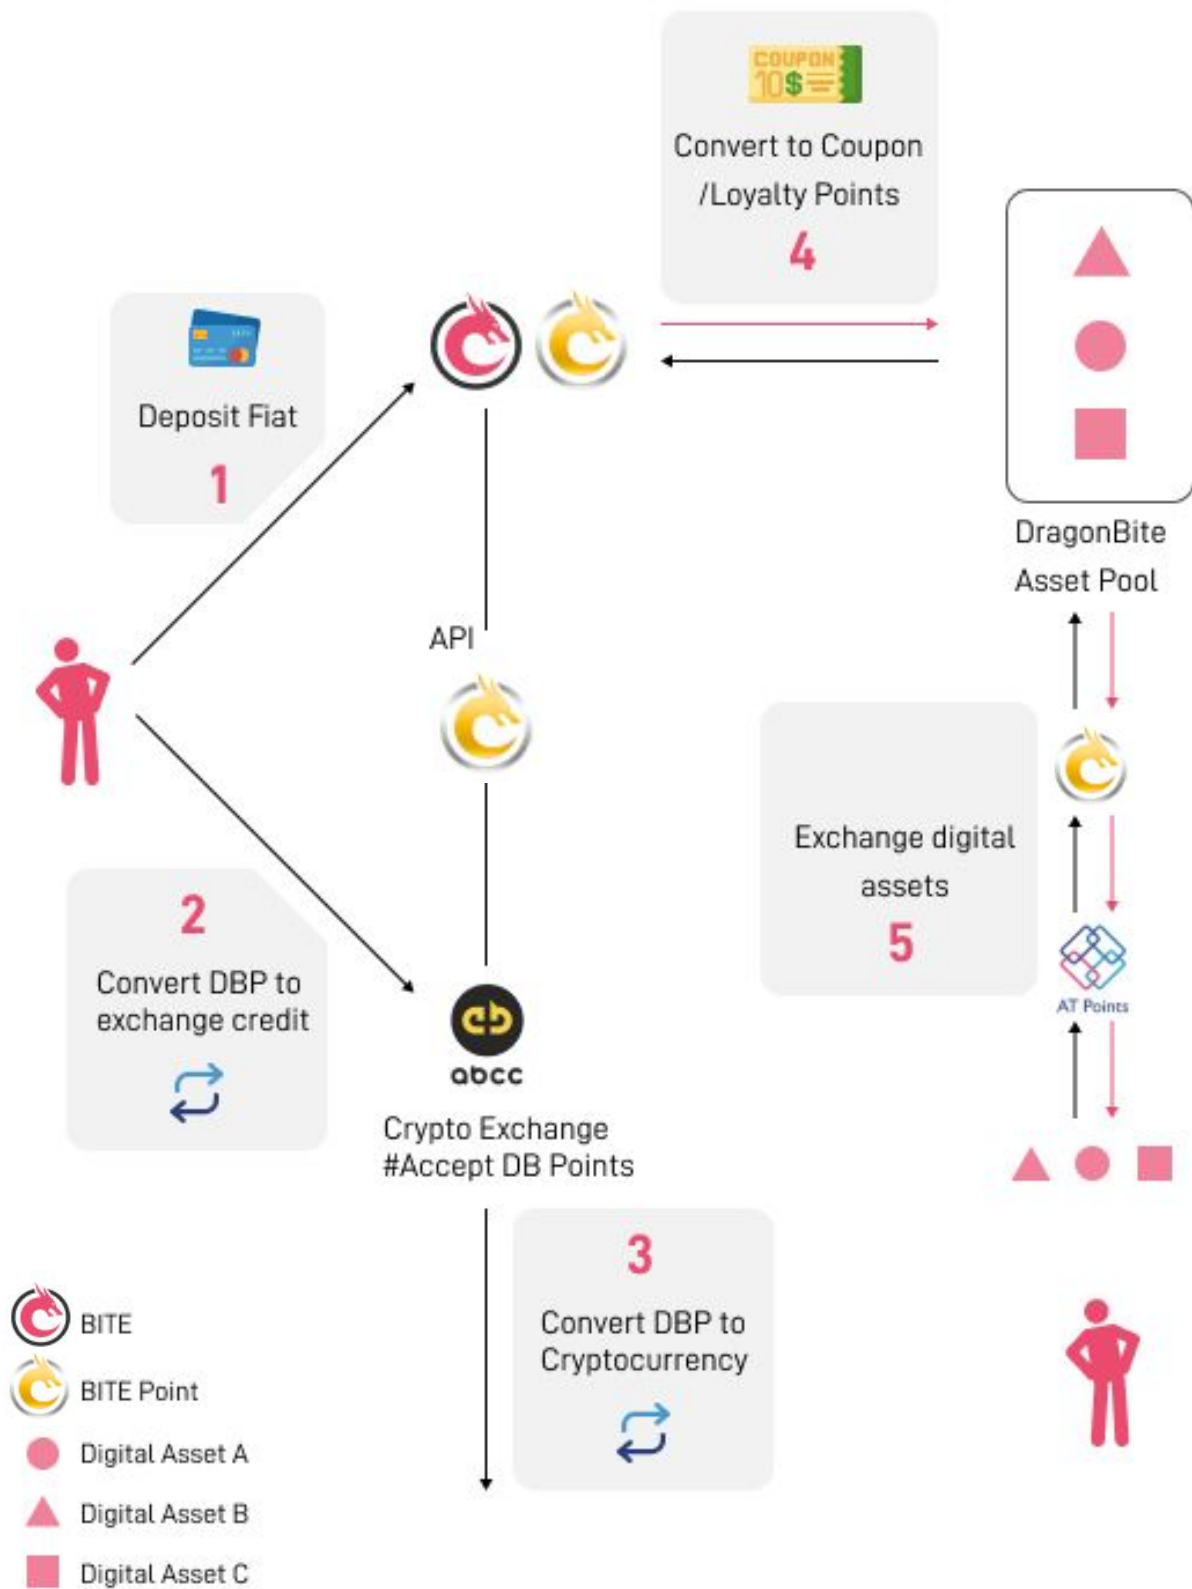 COUPON
10$
Convert to Coupon
/Loyalty Points
4
Deposit Fiat
1
DragonBite
Asset Pool
API
Exchange digital
assets
5
AT Points
2
Convert DBP to
exchange credit
abcc
Crypto Exchange
#Accept DB Points
3
Convert DBP to
Cryptocurrency
BITE
BITE Point
Digital Asset A
Digital Asset B
Digital Asset C